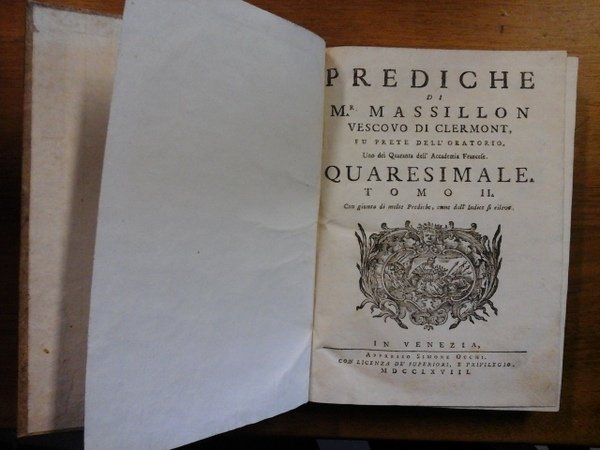 PREDICHE
DI
M.R MASSILLON
VESCOVO DI CLERMONT,
FU PRETE DELL'ORATORIO,
Uno dei Quaranta dell' Accademia Francese.
QUARESIMALE.
TOMO II.
Con giunta di molte Prediche, come dall' Indice si rileva.
IN VENEZIA,
APPRESSO SIMONE OCCHI.
CON LICENZA DE' SUPERIORI, E PRIVILEGIO,
MDCCLXVIII.